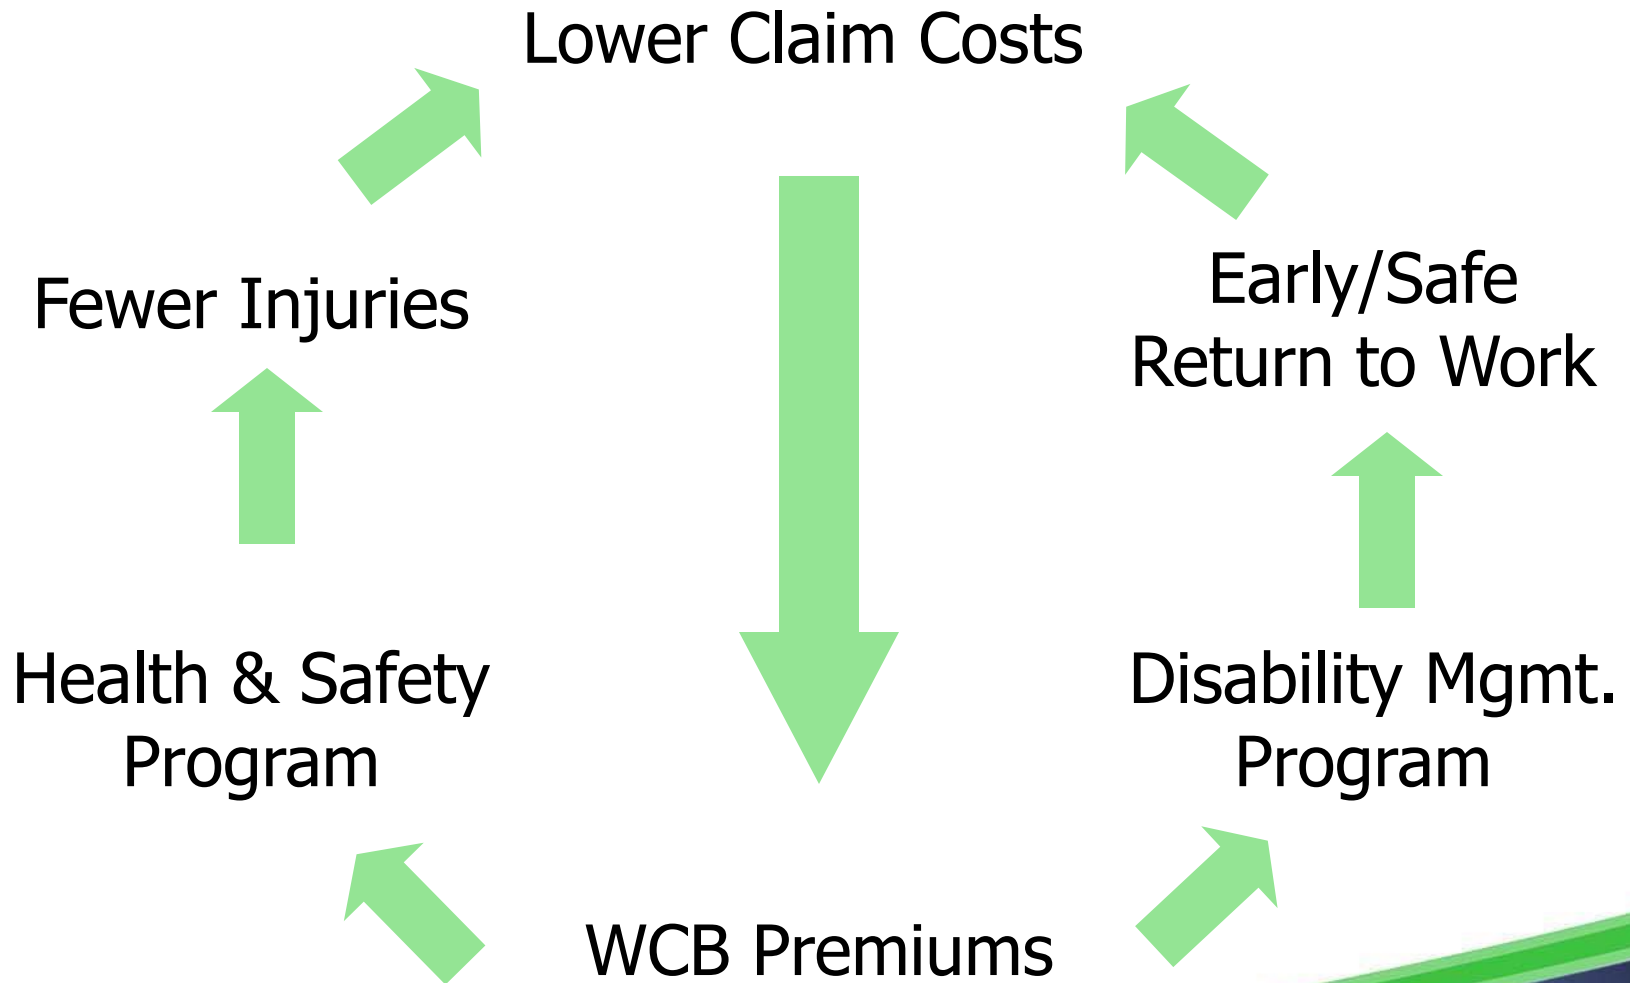 Lower Claim Costs
Fewer Injuries
Early/Safe
Return to Work
Health & Safety
Program
Disability Mgmt.
Program
WCB Premiums